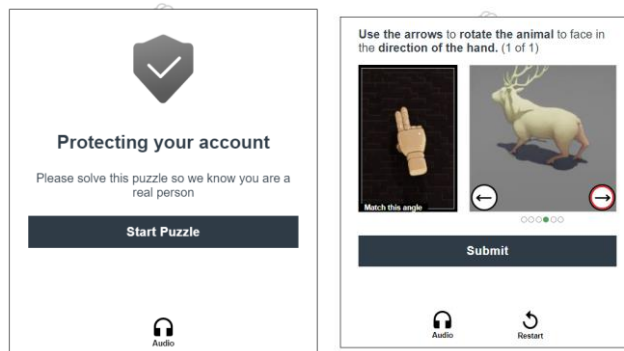 Protecting your account
Please solve this puzzle so we know you are a
real person
Start Puzzle
Audio
Use the arrows to rotate the animal to face in
the direction of the hand. (1 of 1)
Match this angle
Submit
Audio
Restart